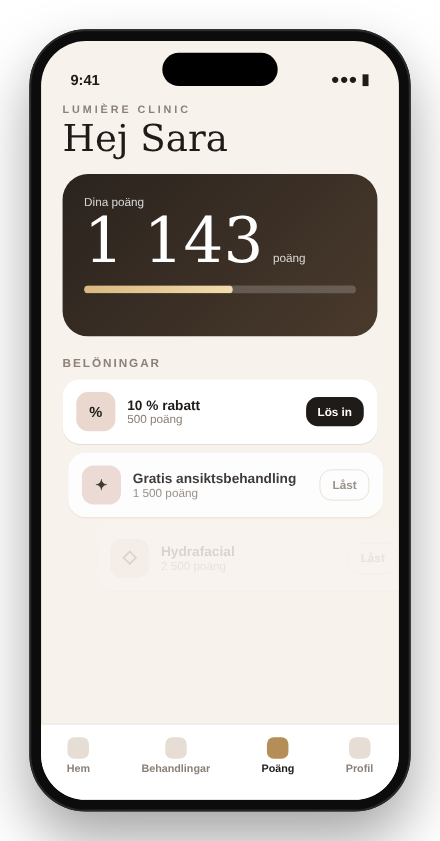 9:41
LUMIÈRE CLINIC
Hej Sara
Dina poäng
1 143 poäng
BELÖNINGAR
%
10 % rabatt
500 poäng
Lös in
Gratis ansiktsbehandling
1 500 poäng
Låst
Hydrafacial
2 500 poäng
Låst
Hem
Behandlingar
Poäng
Profil